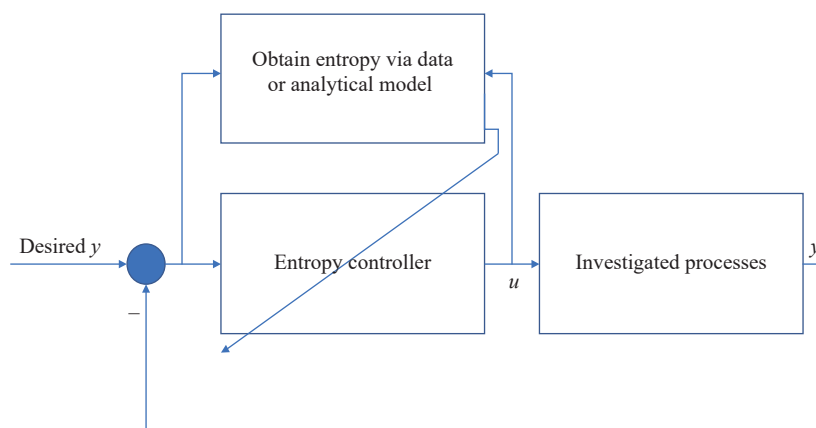 Obtain entropy via data
or analytical model
Desired y
Entropy controller
Investigated processes
y
u
−